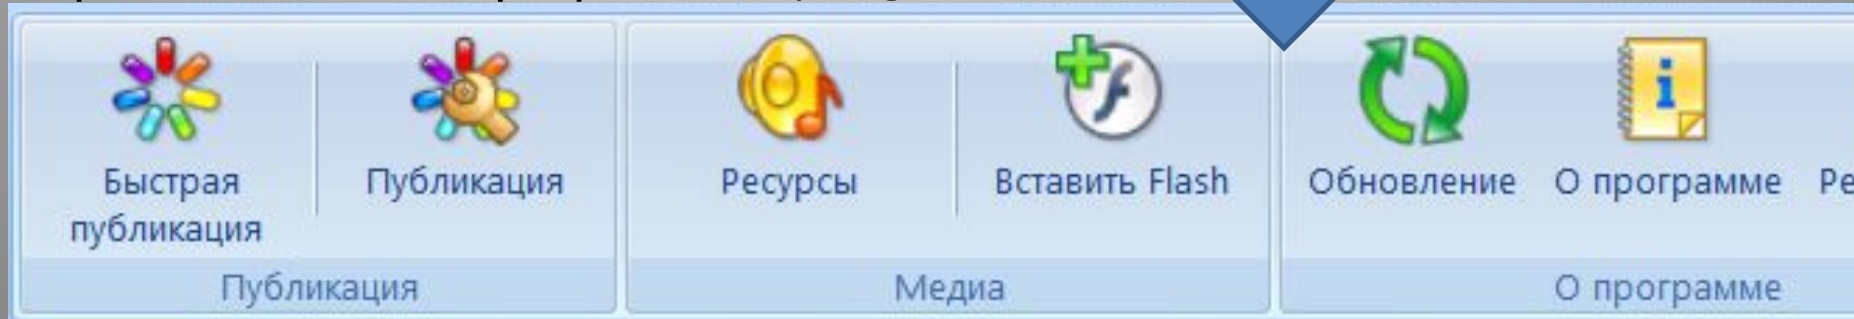 Быстрая публикация
Публикация
Ресурсы
Вставить Flash
Обновление
О программе
Публикация
Медиа
О программе